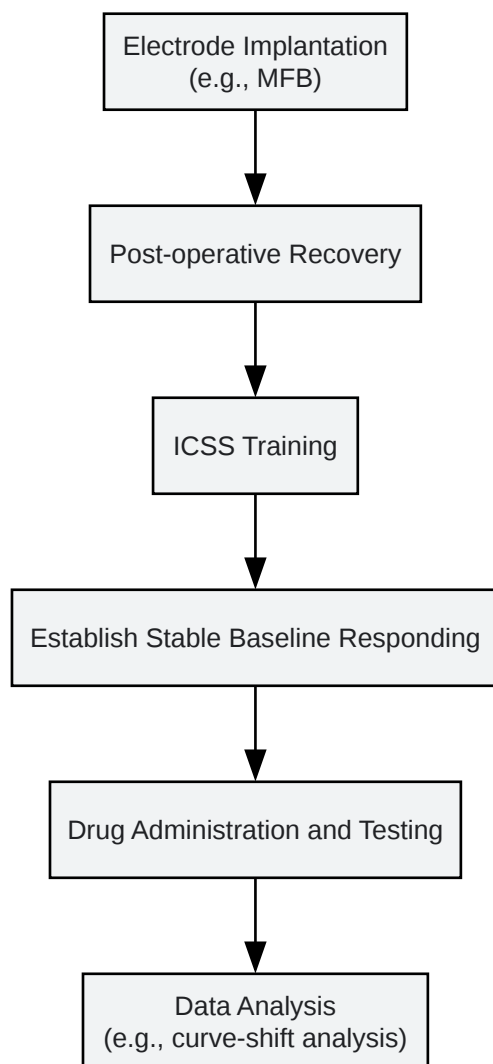 Electrode Implantation
(e.g., MFB)
Post-operative Recovery
ICSS Training
Establish Stable Baseline Responding
Drug Administration and Testing
Data Analysis
(e.g., curve-shift analysis)